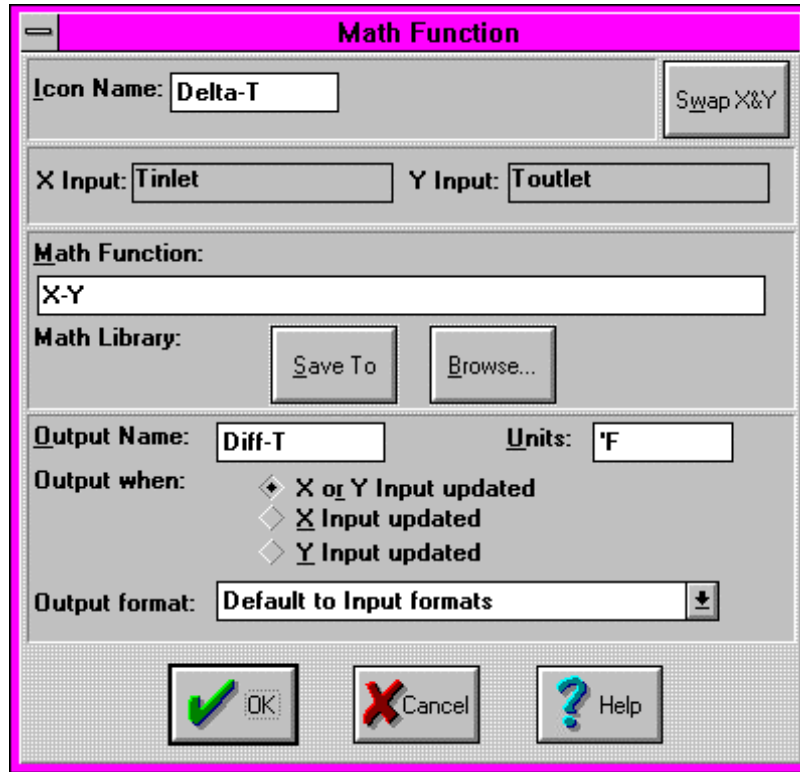 Math Function
Icon Name: Delta-T
Swap X&Y
X Input: Tinlet Y Input: Toutlet
Math Function:
X-Y
Math Library: Save To Browse...
Output Name: Diff-T Units: 'F
Output when: X or Y Input updated
X Input updated
Y Input updated
Output format: Default to Input formats
OK Cancel Help